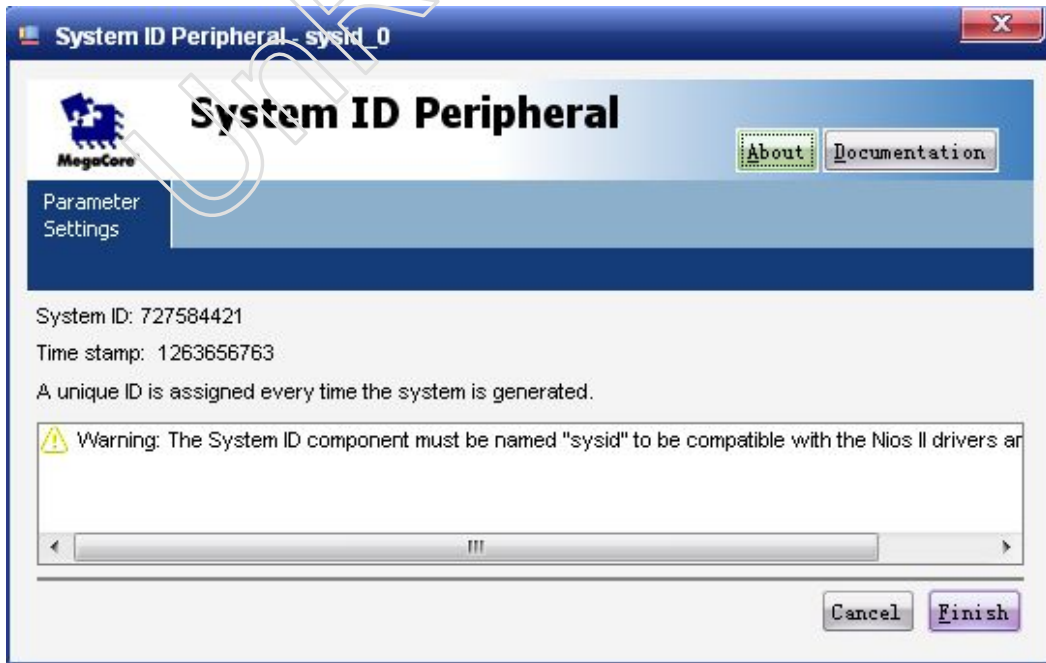 System ID Peripheral - sysid_0
System ID Peripheral
MegaCore
About Documentation
Parameter
Settings
System ID: 727584421
Time stamp: 1263656763
A unique ID is assigned every time the system is generated.
Warning: The System ID component must be named "sysid" to be compatible with the Nios II drivers ar
Cancel Finish